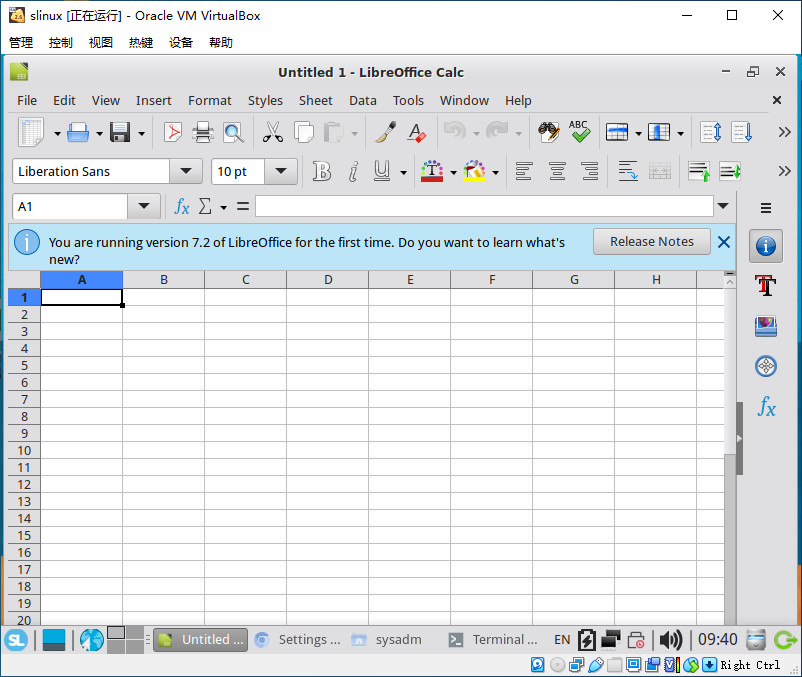 slinux [正在运行] - Oracle VM VirtualBox
管理 控制 视图 热键 设备 帮助
Untitled 1 - LibreOffice Calc
File Edit View Insert Format Styles Sheet Data Tools Window Help
ABC
Liberation Sans 10 pt B i U T
A1 fx Σ =
You are running version 7.2 of LibreOffice for the first time. Do you want to learn what's
new?
Release Notes
A B C D E F G H
1
2
3
4
5
6
7
8
9
10
11
12
13
14
15
16
17
18
19
20
fx
SL Untitled ... Settings ... sysadm Terminal ... EN 09:40
Right Ctrl